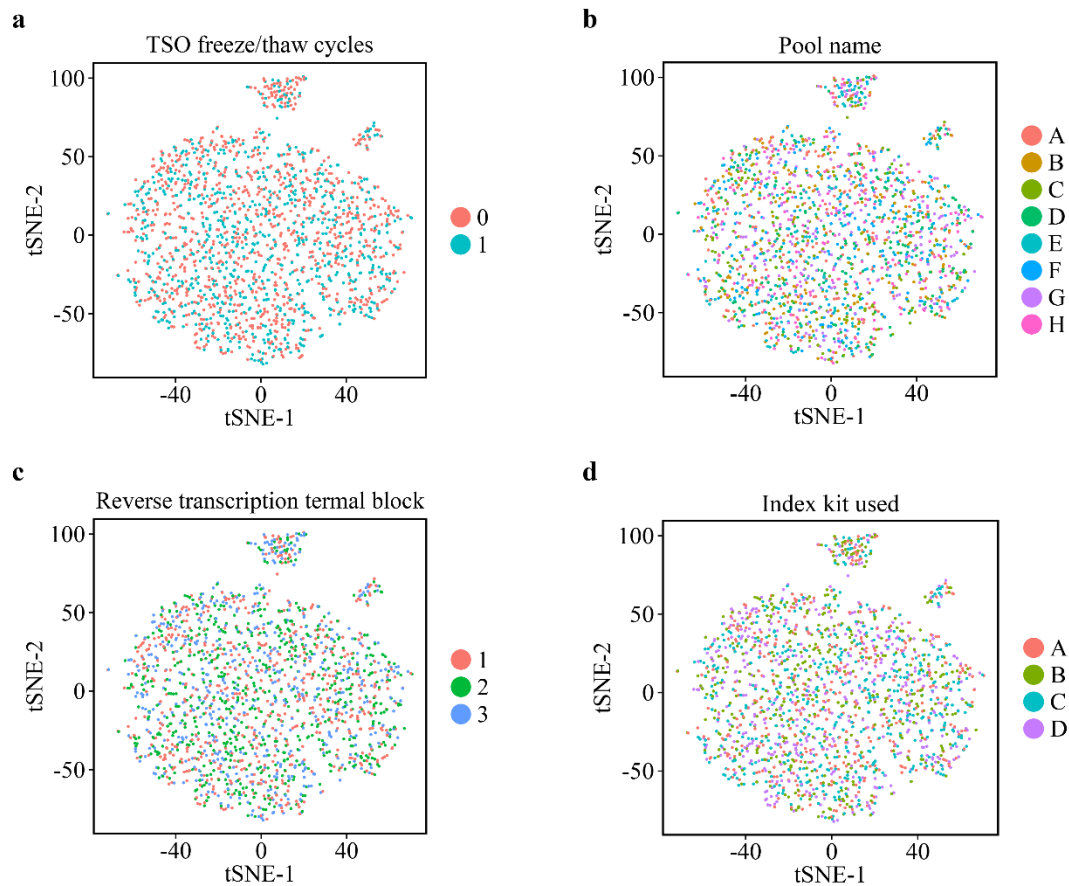 a
TSO freeze/thaw cycles
100
50
0
-50
tSNE-2
-40 0 40
tSNE-1
0
1
b
Pool name
100
50
0
-50
tSNE-2
-40 0 40
tSNE-1
A
B
C
D
E
F
G
H
c
Reverse transcription termal block
100
50
0
-50
tSNE-2
-40 0 40
tSNE-1
1
2
3
d
Index kit used
100
50
0
-50
tSNE-2
-40 0 40
tSNE-1
A
B
C
D